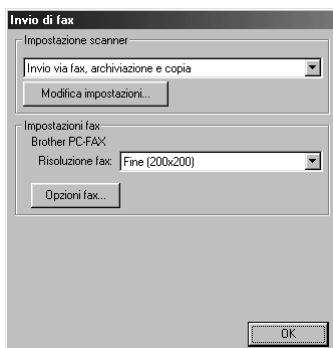 Invio di fax
Impostazione scanner
Invio via fax, archiviazione e copia
Modifica impostazioni...
Impostazioni fax
Brother PC-FAX
Risoluzione fax: Fine (200x200)
Opzioni fax...
OK